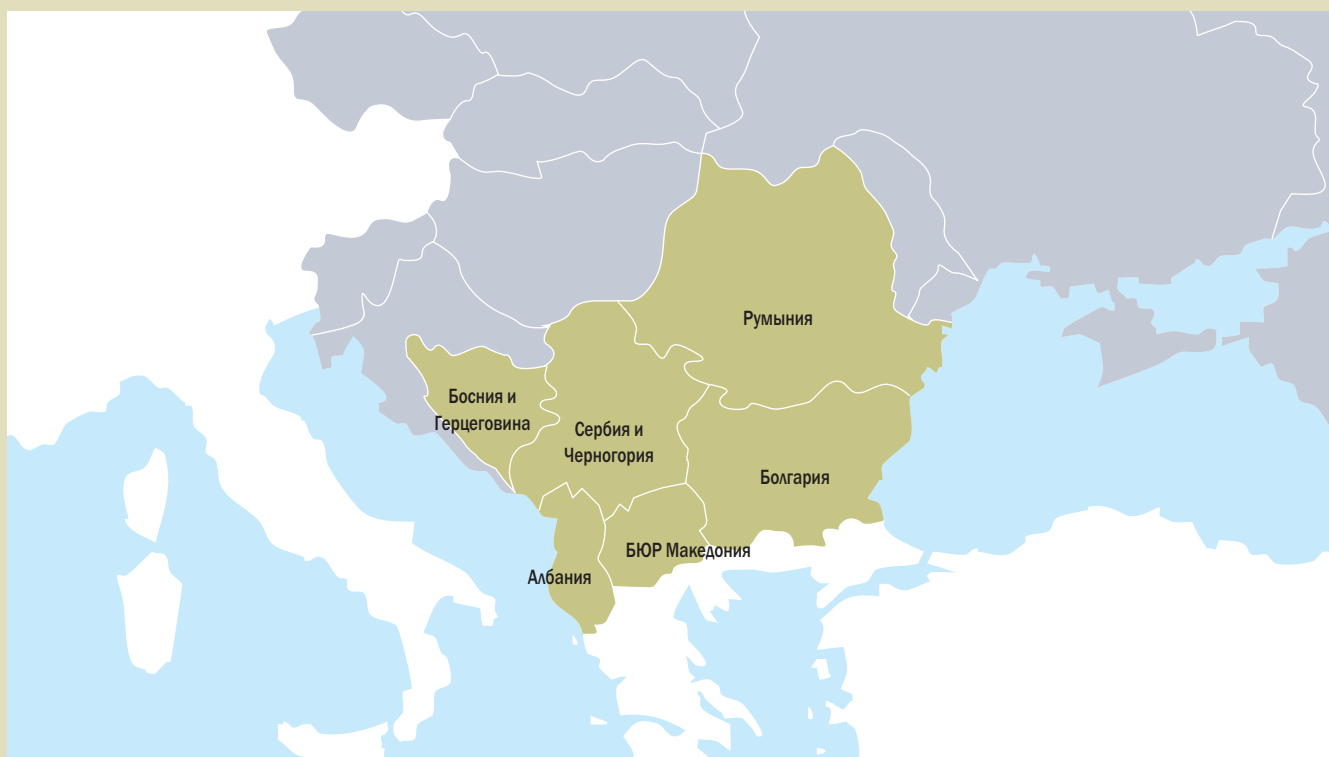 Румыния
Босния и
Герцеговина
Сербия и
Черногория
Болгария
БЮР Македония
Албания